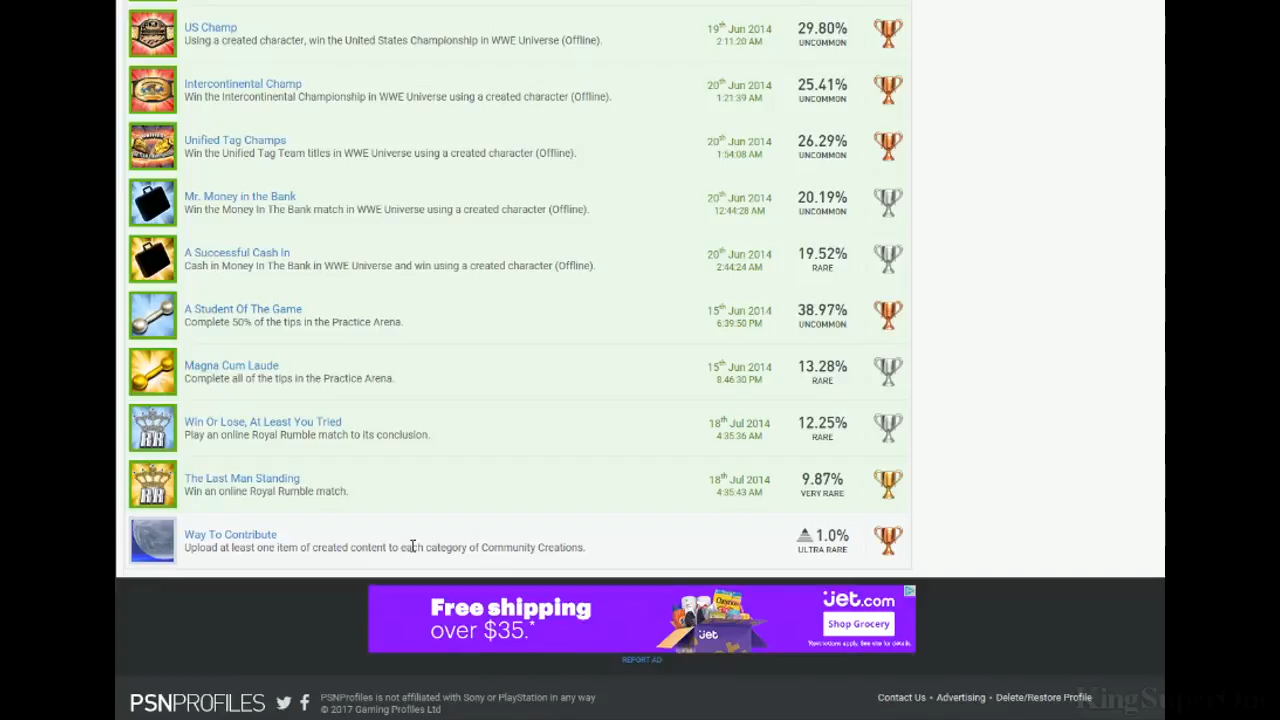 US Champ
Using a created character, win the United States Championship in WWE Universe (Offline).
19th Jun 2014
2:11:20 AM
29.80%
UNCOMMON
Intercontinental Champ
Win the Intercontinental Championship in WWE Universe using a created character (Offline).
20th Jun 2014
1:21:39 AM
25.41%
UNCOMMON
Unified Tag Champs
Win the Unified Tag Team titles in WWE Universe using a created character (Offline).
20th Jun 2014
1:54:08 AM
26.29%
UNCOMMON
Mr. Money in the Bank
Win the Money In The Bank match in WWE Universe using a created character (Offline).
20th Jun 2014
12:44:28 AM
20.19%
UNCOMMON
A Successful Cash In
Cash in Money In The Bank in WWE Universe and win using a created character (Offline).
20th Jun 2014
2:44:24 AM
19.52%
RARE
A Student Of The Game
Complete 50% of the tips in the Practice Arena.
15th Jun 2014
6:39:50 PM
38.97%
UNCOMMON
Magna Cum Laude
Complete all of the tips in the Practice Arena.
15th Jun 2014
8:46:30 PM
13.28%
RARE
Win Or Lose, At Least You Tried
Play an online Royal Rumble match to its conclusion.
18th Jul 2014
4:35:36 AM
12.25%
RARE
The Last Man Standing
Win an online Royal Rumble match.
18th Jul 2014
4:35:43 AM
9.87%
VERY RARE
Way To Contribute
Upload at least one item of created content to each category of Community Creations.
1.0%
ULTRA RARE
Free shipping
over $35.*
jet
jet.com
Shop Grocery
*Restrictions apply. See site for details.
REPORT AD
PSNPROFILES
PSNProfiles is not affiliated with Sony or PlayStation in any way
© 2017 Gaming Profiles Ltd
Contact Us • Advertising • Delete/Restore Profile